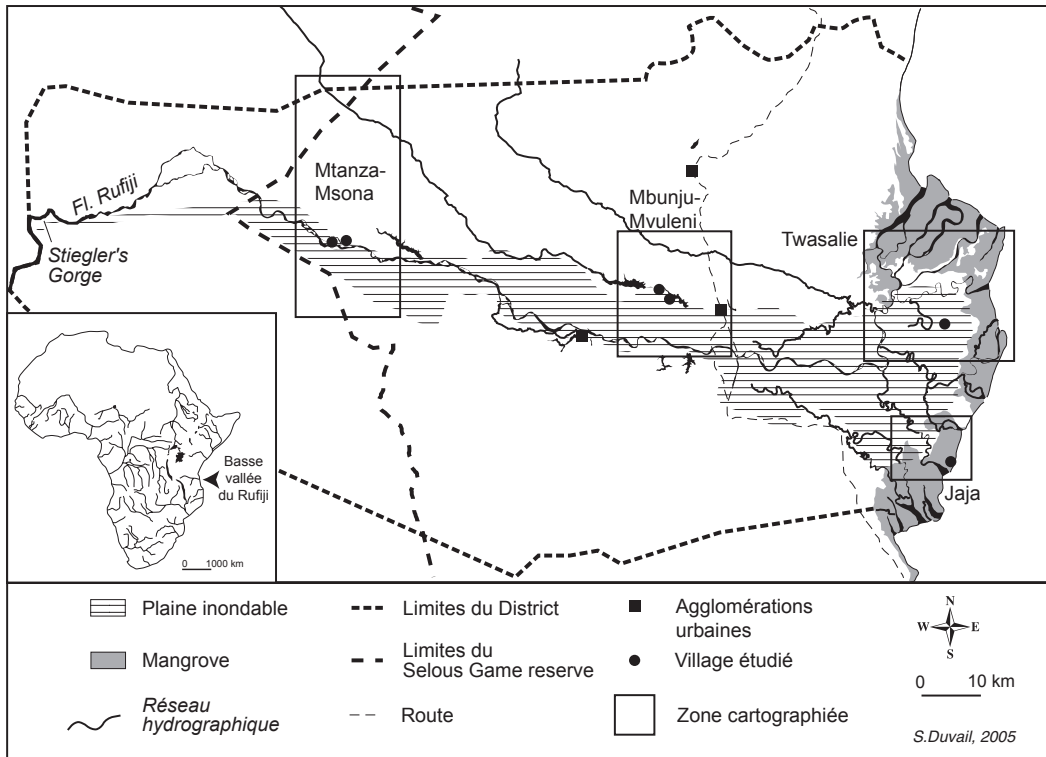 Mtanza-
Msona
Mbunju-
Mvuleni
Twasalie
Fl. Rufiji
Stiegler's
Gorge
Jaja
Basse
vallée
du Rufiji
0 1000 km
Plaine inondable
Mangrove
Réseau
hydrographique
Limites du District
Limites du
Selous Game reserve
Route
Agglomérations
urbaines
Village étudié
Zone cartographiée
N
W E
S
0 10 km
S.Duvail, 2005